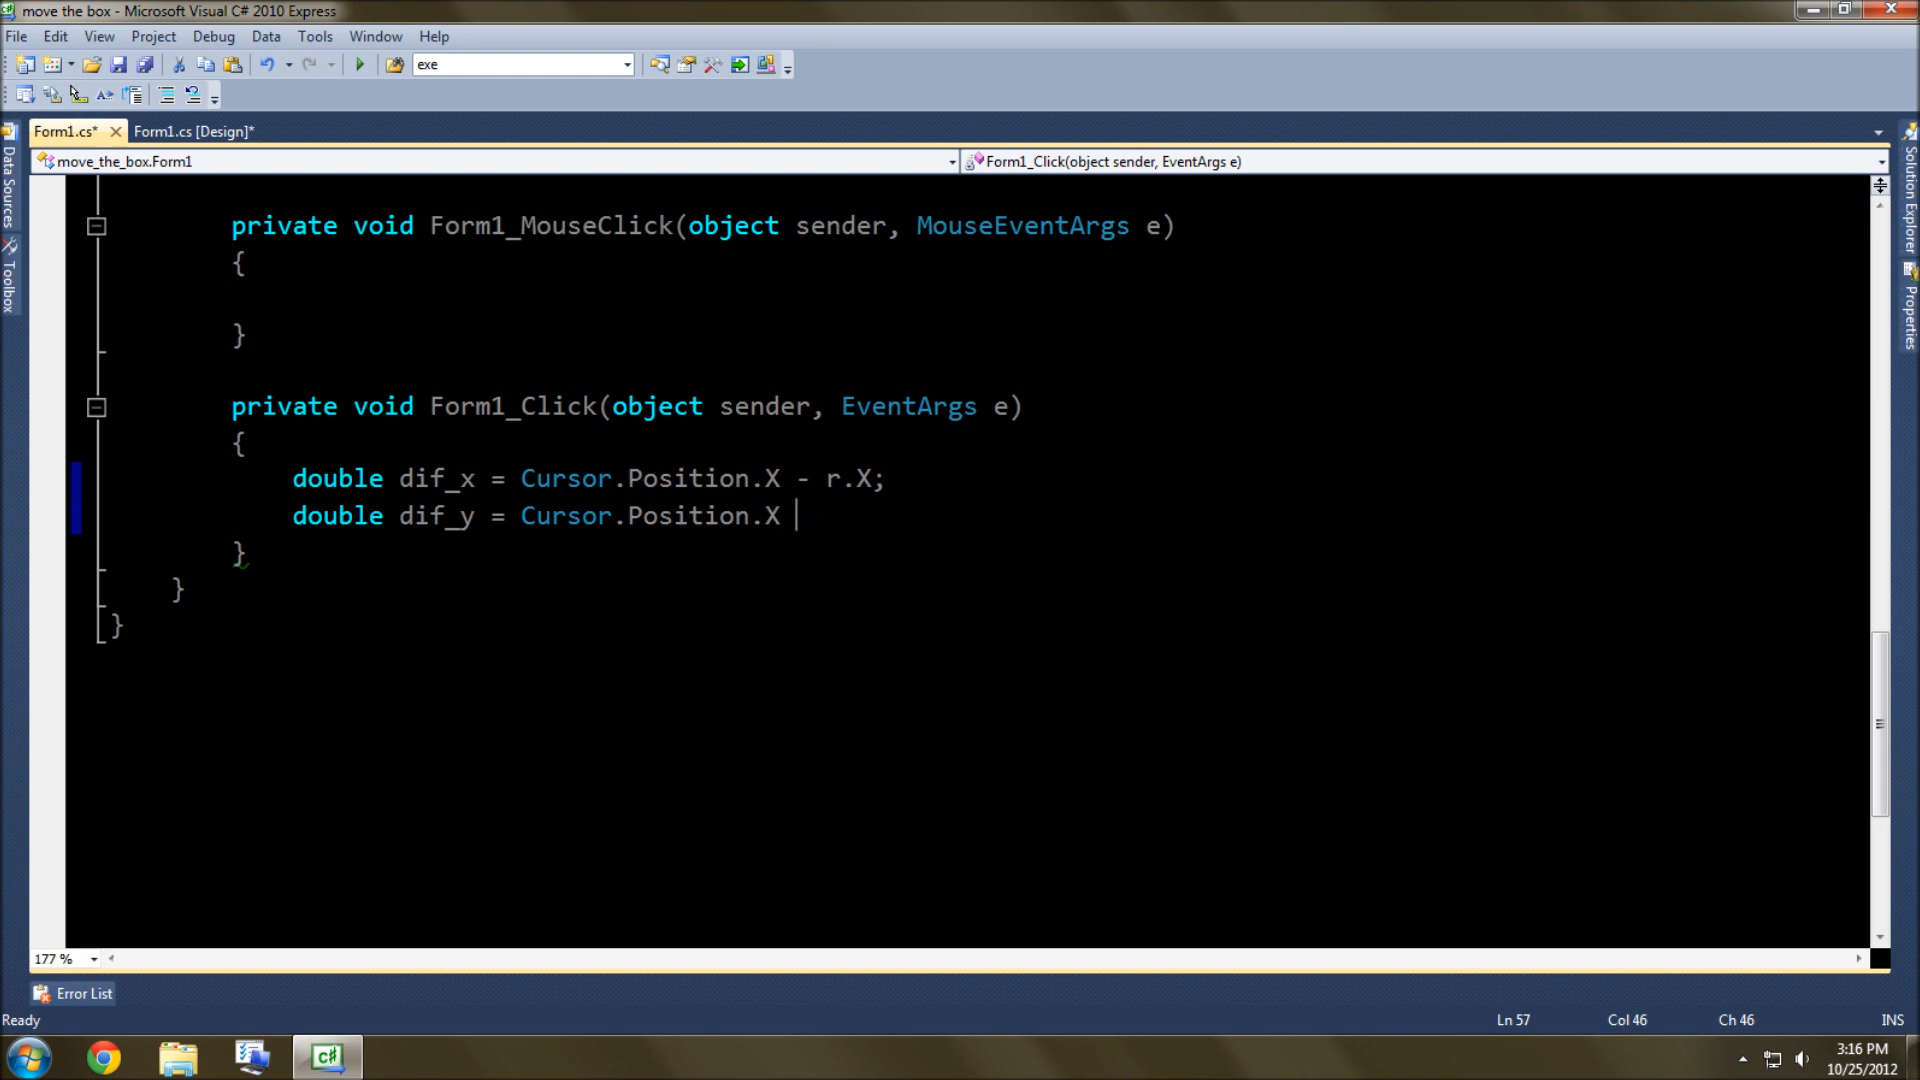 move the box - Microsoft Visual C# 2010 Express
File Edit View Project Debug Data Tools Window Help
exe
Form1.cs* Form1.cs [Design]*
move_the_box.Form1 Form1_Click(object sender, EventArgs e)
Data Sources
Toolbox
Solution Explorer
Properties
private void Form1_MouseClick(object sender, MouseEventArgs e)
{
}
private void Form1_Click(object sender, EventArgs e)
{
double dif_x = Cursor.Position.X - r.X;
double dif_y = Cursor.Position.X
}
}
}
177 %
Error List
Ready Ln 57 Col 46 Ch 46 INS
C#
3:16 PM
10/25/2012